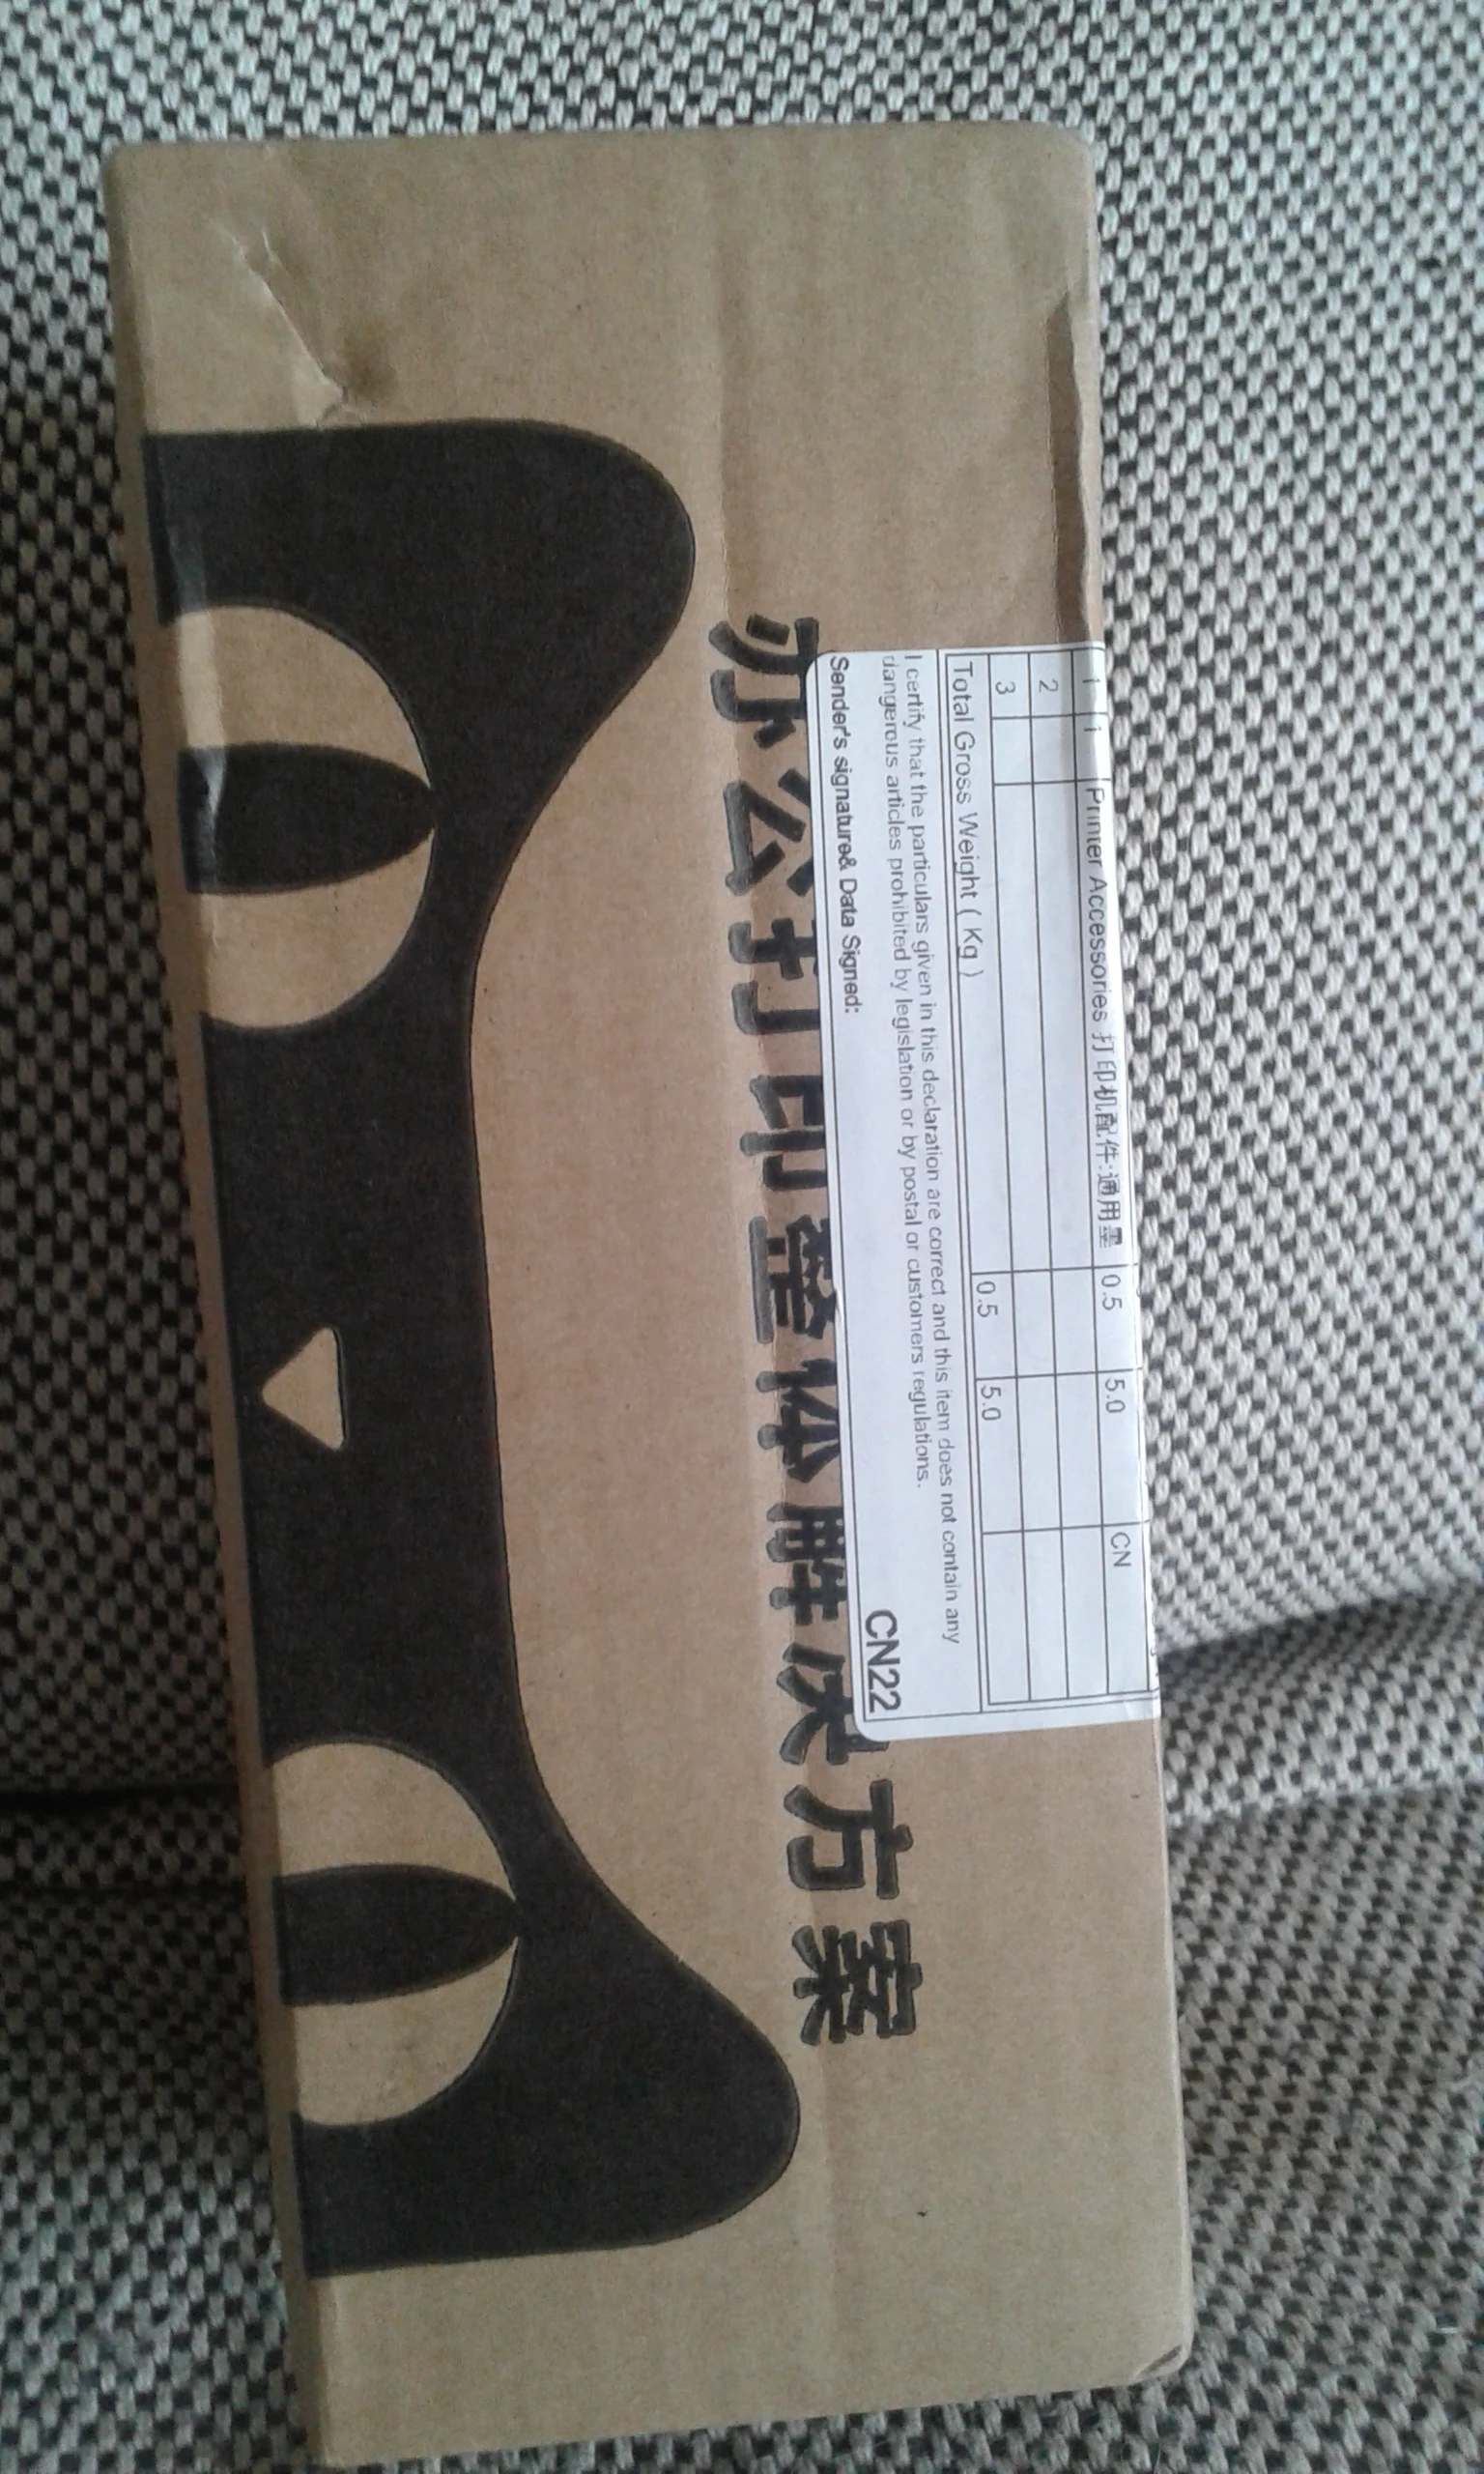 1 1 Printer Accessories 打印机配件:通用墨 0.5 5.0 CN
2
3
Total Gross Weight ( Kg ) 0.5 5.0
I certify that the particulars given in this declaration are correct and this item does not contain any
dangerous articles prohibited by legislation or by postal or customers regulations.
Sender's signature& Data Signed:
CN22
办公打印整体解决方案